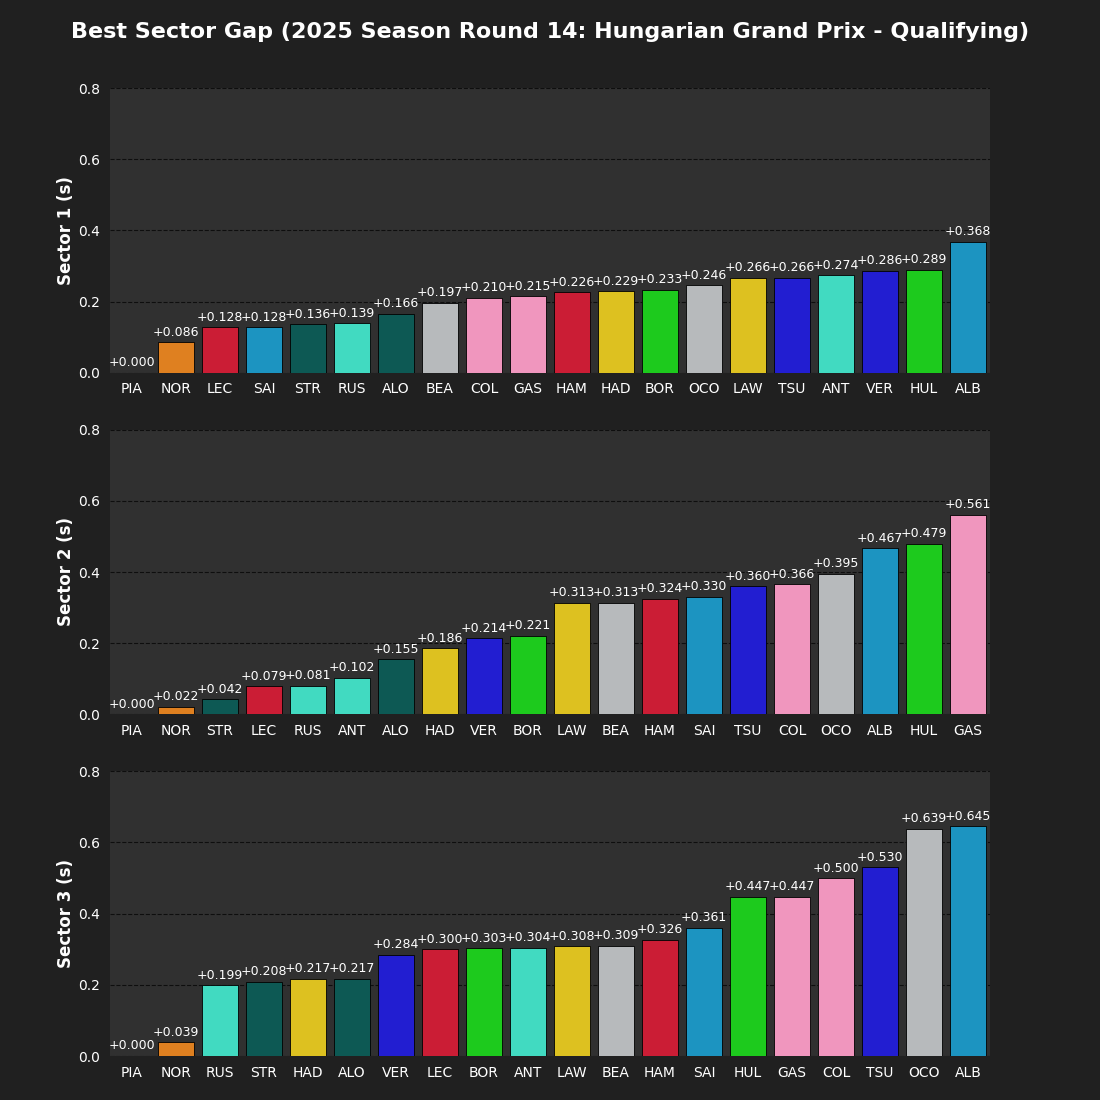 Best Sector Gap (2025 Season Round 14: Hungarian Grand Prix - Qualifying)
Sector 1 (s)
0.8
0.6
0.4
0.2
0.0
+0.000 +0.086 +0.128 +0.128 +0.136 +0.139 +0.166 +0.197 +0.210 +0.215 +0.226 +0.229 +0.233 +0.246 +0.266 +0.266 +0.274 +0.286 +0.289 +0.368
PIA NOR LEC SAI STR RUS ALO BEA COL GAS HAM HAD BOR OCO LAW TSU ANT VER HUL ALB
Sector 2 (s)
0.8
0.6
0.4
0.2
0.0
+0.000 +0.022 +0.042 +0.079 +0.081 +0.102 +0.155 +0.186 +0.214 +0.221 +0.313 +0.313 +0.324 +0.330 +0.360 +0.366 +0.395 +0.467 +0.479 +0.561
PIA NOR STR LEC RUS ANT ALO HAD VER BOR LAW BEA HAM SAI TSU COL OCO ALB HUL GAS
Sector 3 (s)
0.8
0.6
0.4
0.2
0.0
+0.000 +0.039 +0.199 +0.208 +0.217 +0.217 +0.284 +0.300 +0.303 +0.304 +0.308 +0.309 +0.326 +0.361 +0.447 +0.447 +0.500 +0.530 +0.639 +0.645
PIA NOR RUS STR HAD ALO VER LEC BOR ANT LAW BEA HAM SAI HUL GAS COL TSU OCO ALB